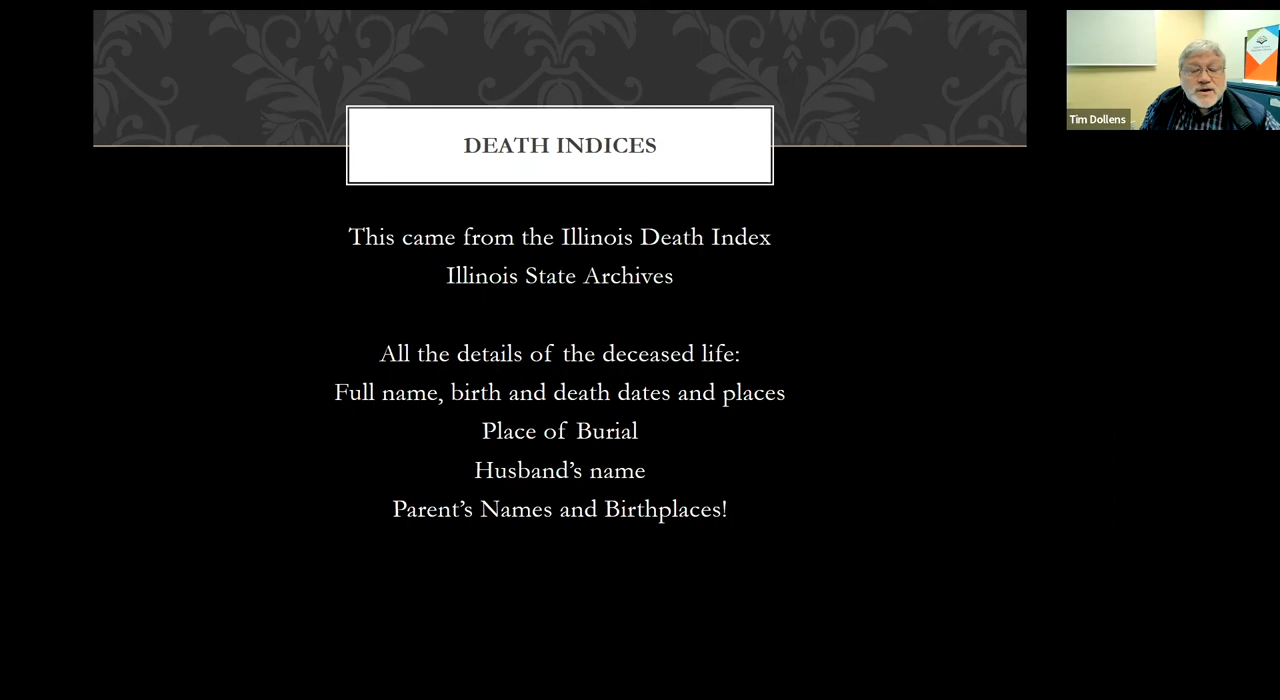 DEATH INDICES
This came from the Illinois Death Index
Illinois State Archives
All the details of the deceased life:
Full name, birth and death dates and places
Place of Burial
Husband’s name
Parent’s Names and Birthplaces!
Tim Dollens